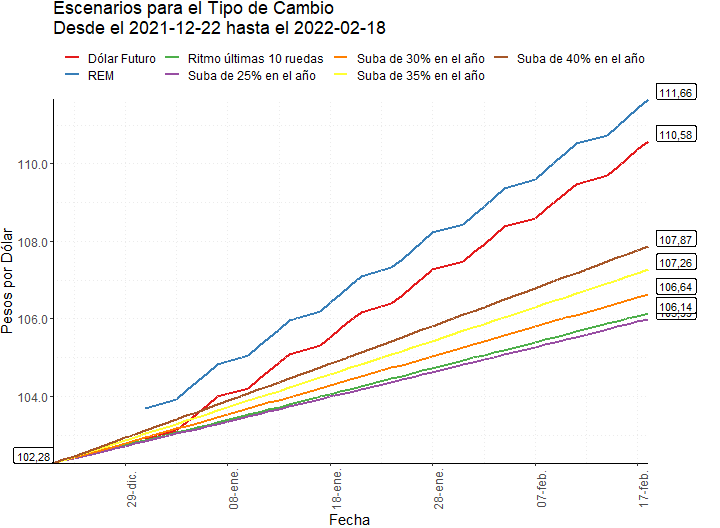 Escenarios para el Tipo de Cambio
Desde el 2021-12-22 hasta el 2022-02-18
Dólar Futuro
Ritmo últimas 10 ruedas
Suba de 30% en el año
Suba de 40% en el año
REM
Suba de 25% en el año
Suba de 35% en el año
111,66
110,58
107,87
107,26
106,64
106,14
102,28
Pesos por Dólar
110.0
108.0
106.0
104.0
29-dic.
08-ene.
18-ene.
28-ene.
07-feb.
17-feb.
Fecha